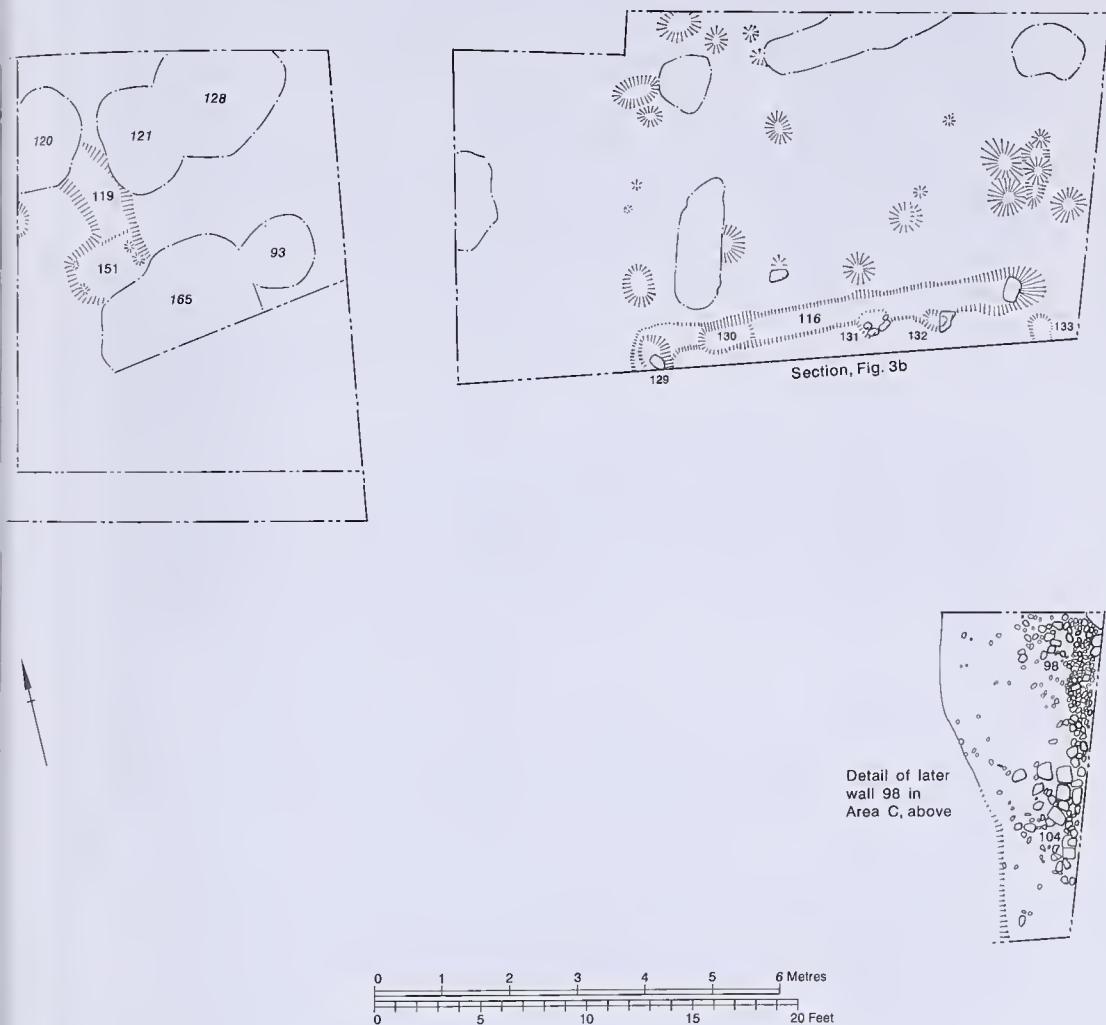 128
120
121
119
93
151
165
116
130
131
132
133
129
Section, Fig. 3b
98
Detail of later
wall 98 in
Area C, above
104
0 1 2 3 4 5 6 Metres
0 5 10 15 20 Feet